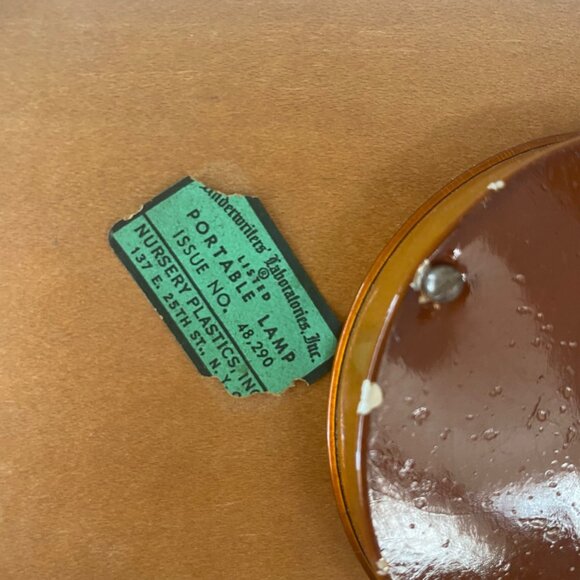 Underwriters' Laboratories, Inc.
® LISTED
PORTABLE LAMP
ISSUE NO. 48,290
NURSERY PLASTICS, INC
137 E. 25TH ST., N.Y.